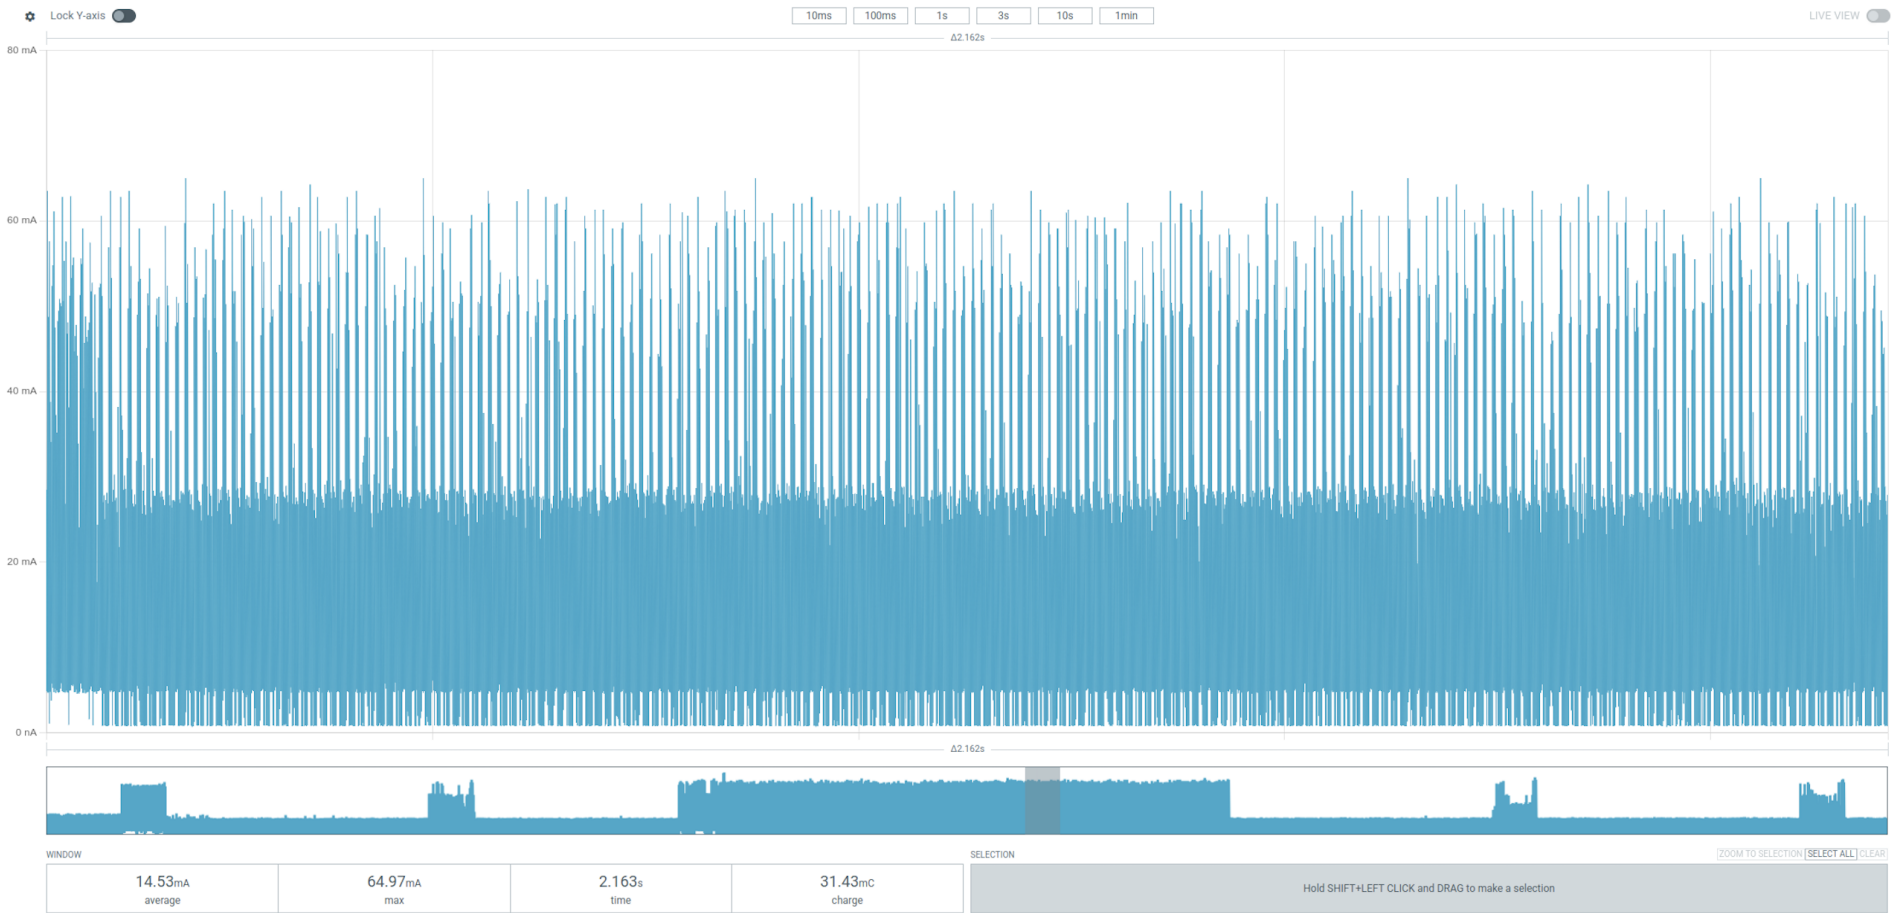 Lock Y-axis 10ms 100ms 1s 3s 10s 1min LIVE VIEW
Δ2.162s
80 mA
60 mA
40 mA
20 mA
0 nA
Δ2.162s
WINDOW
14.53mA 64.97mA 2.163s 31.43mC
average max time charge
SELECTION ZOOM TO SELECTION SELECT ALL CLEAR
Hold SHIFT+LEFT CLICK and DRAG to make a selection